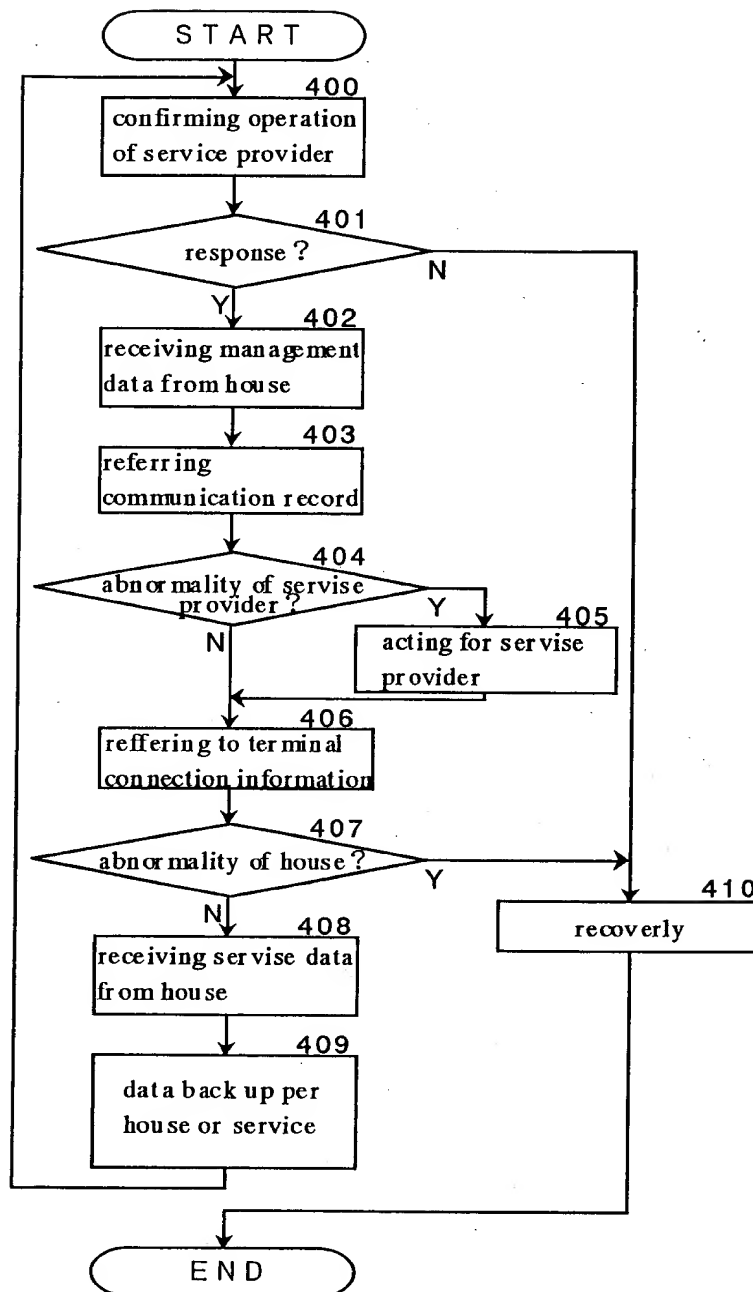 START
400
confirming operation
of service provider
401
response?
N
Y
402
receiving management
data from house
403
referring
communication record
404
abnormality of servise
provider?
Y
N
405
acting for servise
provider
406
reffering to terminal
connection information
407
abnormality of house?
Y
N
410
recoverly
408
receiving servise data
from house
409
data back up per
house or service
END